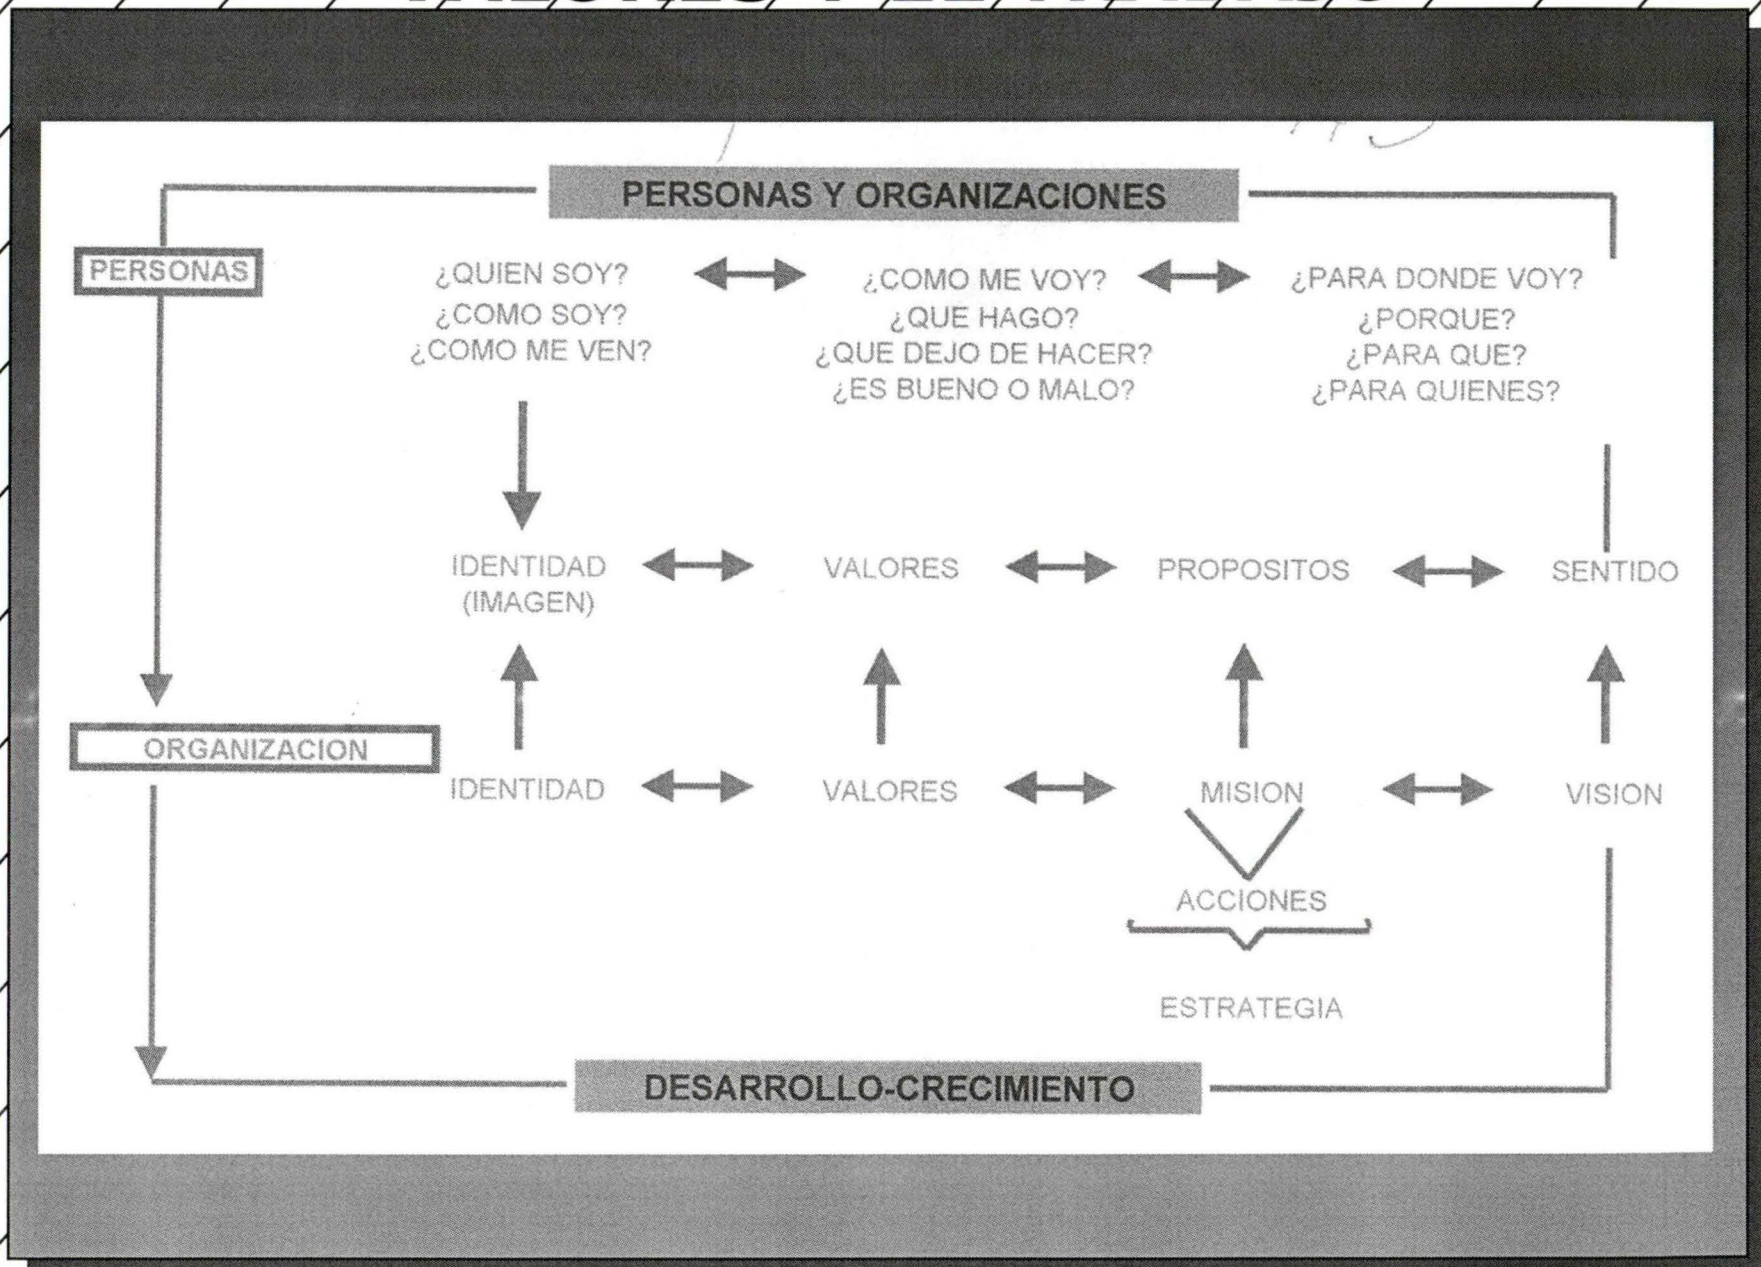 PERSONAS Y ORGANIZACIONES
PERSONAS
¿QUIEN SOY?
¿COMO SOY?
¿COMO ME VEN?
¿COMO ME VOY?
¿QUE HAGO?
¿QUE DEJO DE HACER?
¿ES BUENO O MALO?
¿PARA DONDE VOY?
¿PORQUE?
¿PARA QUE?
¿PARA QUIENES?
IDENTIDAD
(IMAGEN)
VALORES
PROPOSITOS
SENTIDO
ORGANIZACION
IDENTIDAD
VALORES
MISION
VISION
ACCIONES
ESTRATEGIA
DESARROLLO-CRECIMIENTO